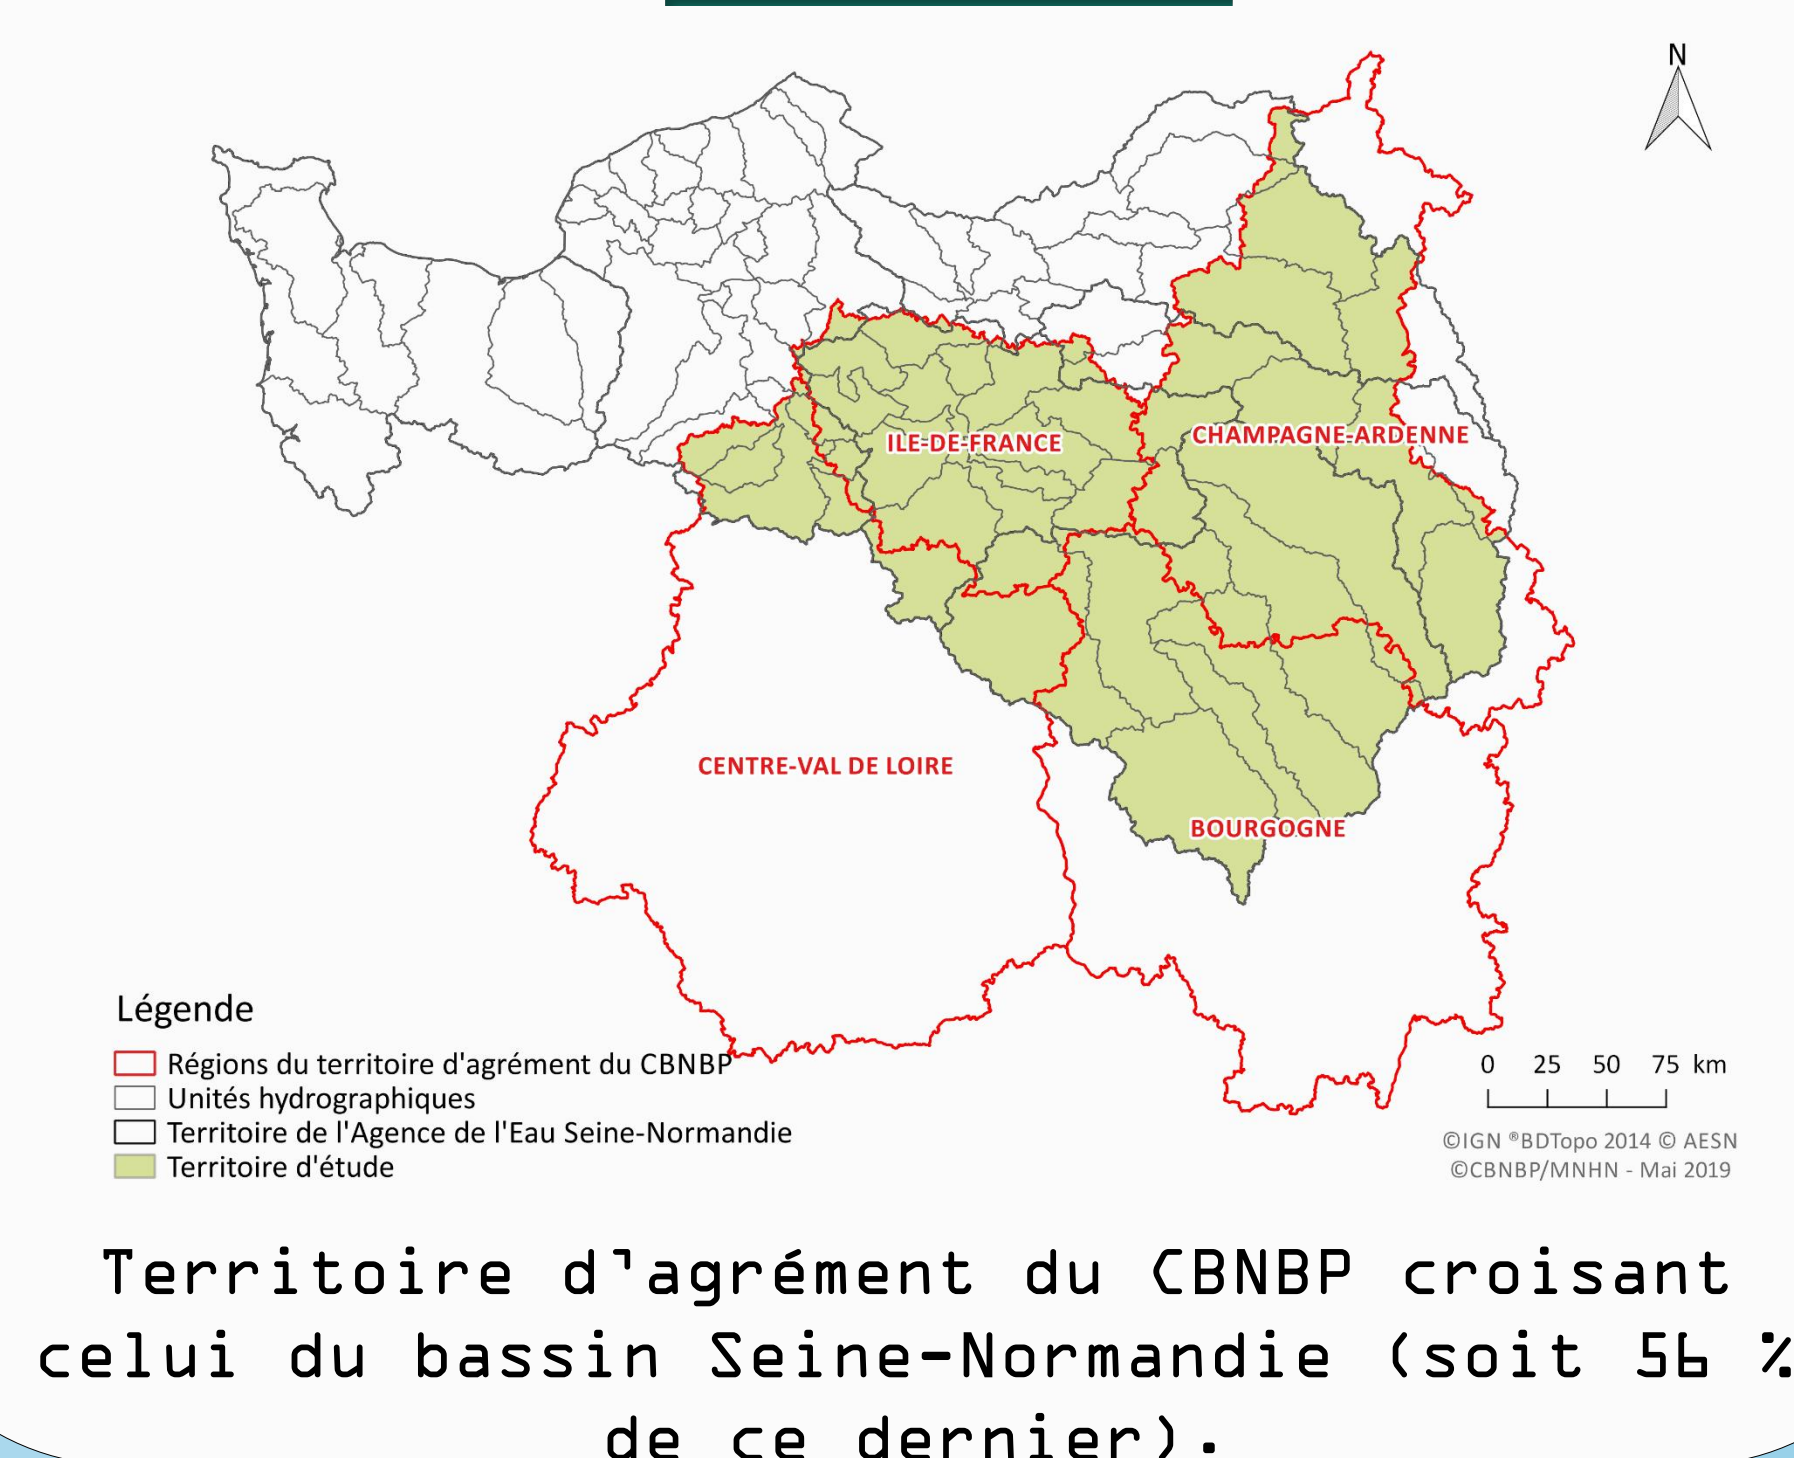 N
ILE-DE-FRANCE
CHAMPAGNE-ARDENNE
CENTRE-VAL DE LOIRE
BOURGOGNE
Légende
Régions du territoire d'agrément du CBNBP
Unités hydrographiques
Territoire de l'Agence de l'Eau Seine-Normandie
Territoire d'étude
0 25 50 75 km
©IGN ®BDTopo 2014 © AESN
©CBNBP/MNHN - Mai 2019
Territoire d'agrément du CBNBP croisant
celui du bassin Seine-Normandie (soit 56 %
de ce dernier).